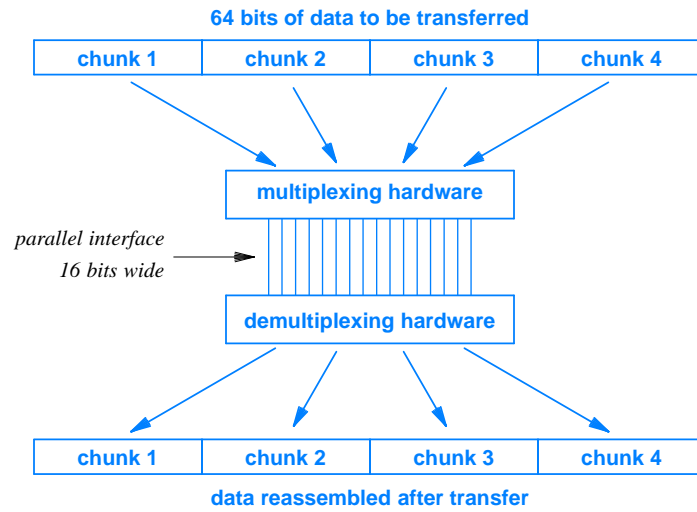 64 bits of data to be transferred
chunk 1 chunk 2 chunk 3 chunk 4
multiplexing hardware
parallel interface
16 bits wide
demultiplexing hardware
chunk 1 chunk 2 chunk 3 chunk 4
data reassembled after transfer